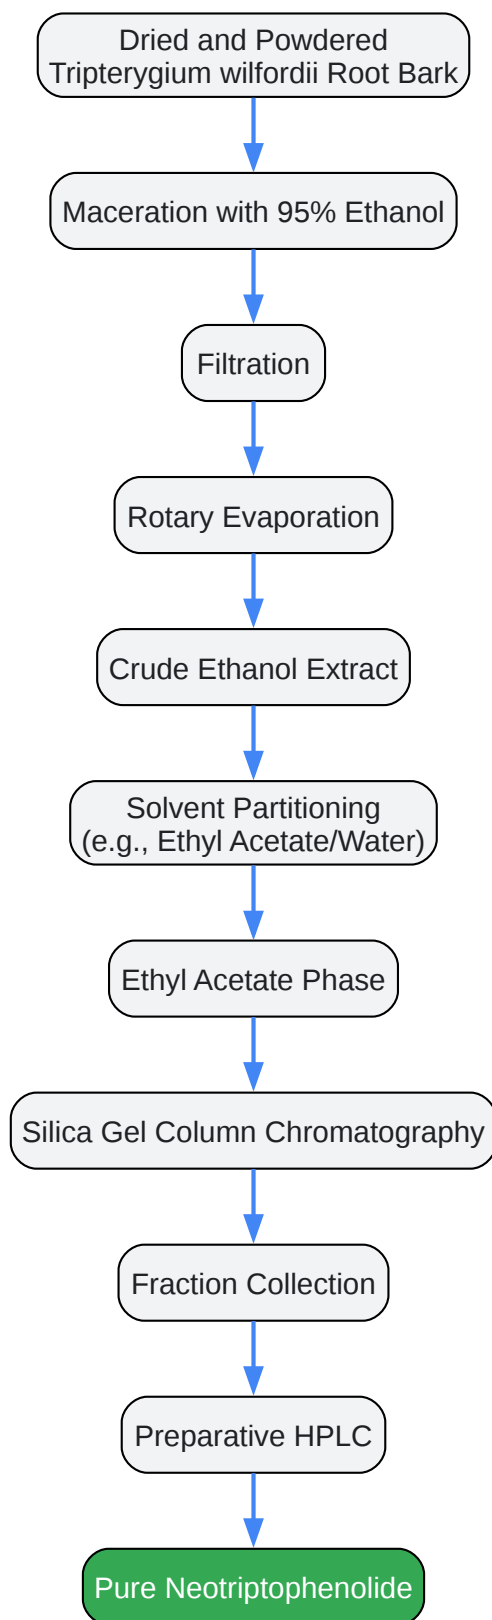 Dried and Powdered
Tripterygium wilfordii Root Bark
Maceration with 95% Ethanol
Filtration
Rotary Evaporation
Crude Ethanol Extract
Solvent Partitioning
(e.g., Ethyl Acetate/Water)
Ethyl Acetate Phase
Silica Gel Column Chromatography
Fraction Collection
Preparative HPLC
Pure Neotriptophenolide